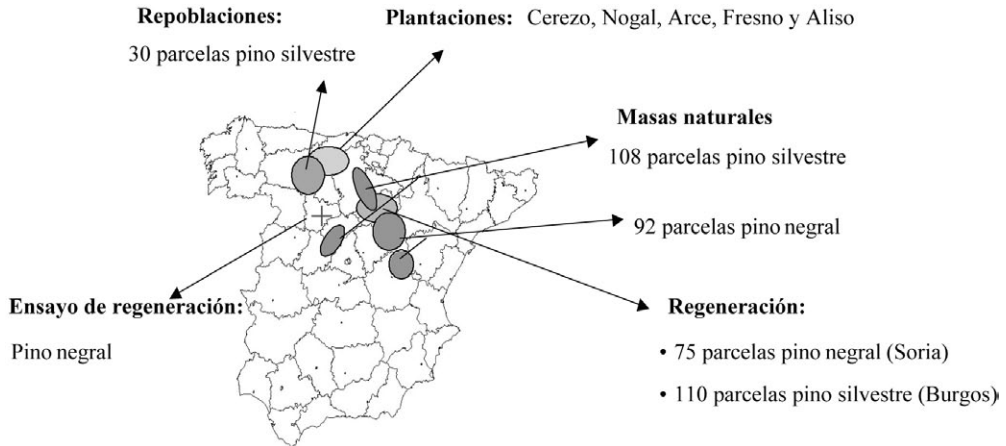 Repoblaciones:
30 parcelas pino silvestre
Plantaciones: Cerezo, Nogal, Arce, Fresno y Aliso
Masas naturales
108 parcelas pino silvestre
92 parcelas pino negral
Ensayo de regeneración:
Pino negral
Regeneración:
• 75 parcelas pino negral (Soria)
• 110 parcelas pino silvestre (Burgos)